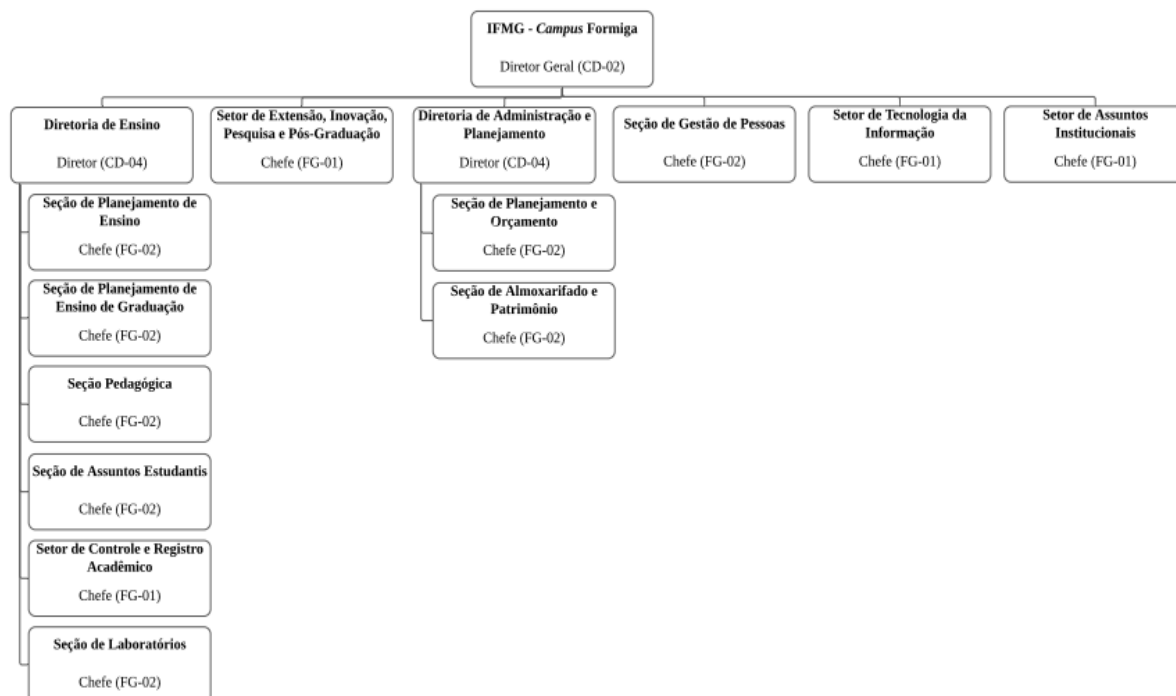 IFMG - Campus Formiga
Diretor Geral (CD-02)
Diretoria de Ensino
Diretor (CD-04)
Setor de Extensão, Inovação,
Pesquisa e Pós-Graduação
Chefe (FG-01)
Diretoria de Administração e
Planejamento
Diretor (CD-04)
Seção de Gestão de Pessoas
Chefe (FG-02)
Setor de Tecnologia da
Informação
Chefe (FG-01)
Setor de Assuntos
Institucionais
Chefe (FG-01)
Seção de Planejamento de
Ensino
Chefe (FG-02)
Seção de Planejamento de
Ensino de Graduação
Chefe (FG-02)
Seção Pedagógica
Chefe (FG-02)
Seção de Assuntos Estudantis
Chefe (FG-02)
Setor de Controle e Registro
Acadêmico
Chefe (FG-01)
Seção de Laboratórios
Chefe (FG-02)
Seção de Planejamento e
Orçamento
Chefe (FG-02)
Seção de Almoxarifado e
Patrimônio
Chefe (FG-02)